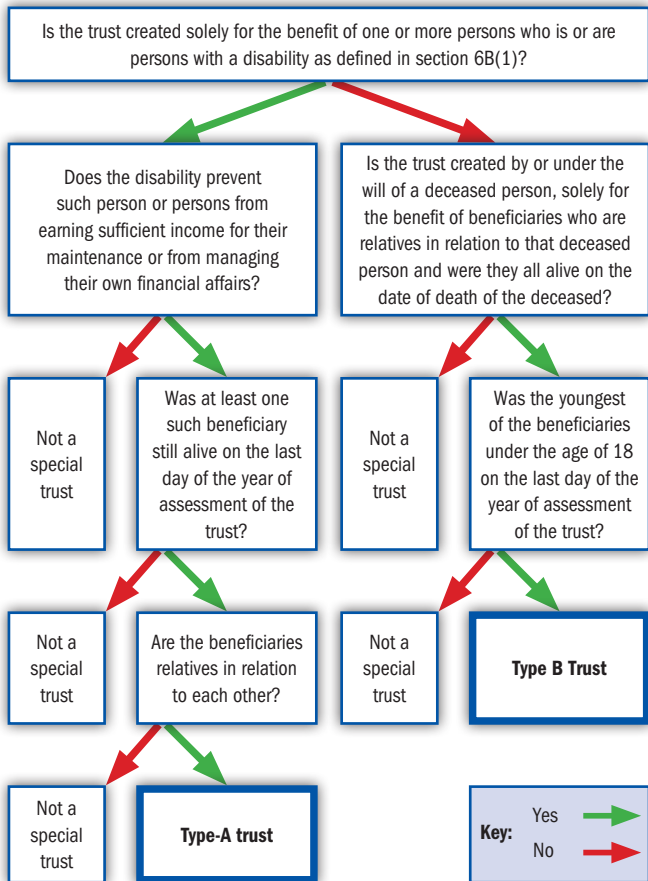 Is the trust created solely for the benefit of one or more persons who is or are
persons with a disability as defined in section 6B(1)?
Does the disability prevent
such person or persons from
earning sufficient income for their
maintenance or from managing
their own financial affairs?
Is the trust created by or under the
will of a deceased person, solely for
the benefit of beneficiaries who are
relatives in relation to that deceased
person and were they all alive on the
date of death of the deceased?
Not a
special
trust
Was at least one
such beneficiary
still alive on the last
day of the year of
assessment of the
trust?
Not a
special
trust
Was the youngest
of the beneficiaries
under the age of 18
on the last day of the
year of assessment
of the trust?
Not a
special
trust
Are the beneficiaries
relatives in relation
to each other?
Not a
special
trust
Type B Trust
Not a
special
trust
Type-A trust
Key:
Yes
No